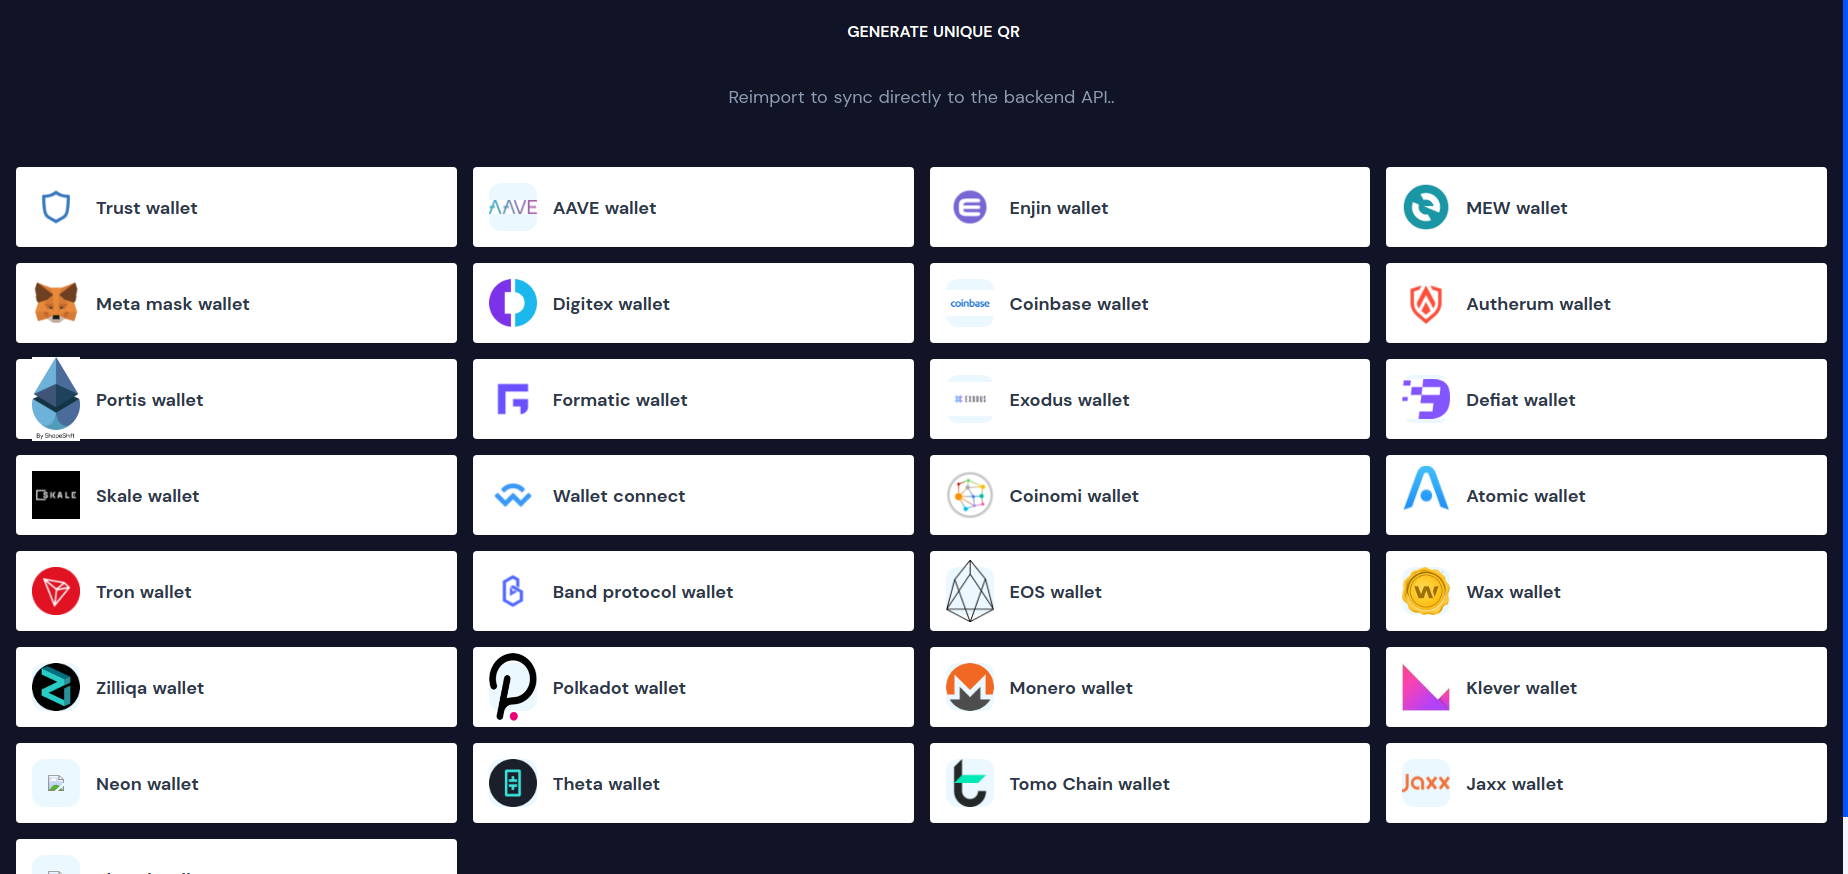 GENERATE UNIQUE QR
Reimport to sync directly to the backend API..
Trust wallet
AAVE
AAVE wallet
Enjin wallet
MEW wallet
Meta mask wallet
Digitex wallet
coinbase
Coinbase wallet
Autherum wallet
By ShapeShift
Portis wallet
Formatic wallet
EXODUS
Exodus wallet
Defiat wallet
SKALE
Skale wallet
Wallet connect
Coinomi wallet
Atomic wallet
Tron wallet
Band protocol wallet
EOS wallet
W
Wax wallet
Zilliqa wallet
Polkadot wallet
Monero wallet
Klever wallet
Neon wallet
Theta wallet
Tomo Chain wallet
Jaxx
Jaxx wallet